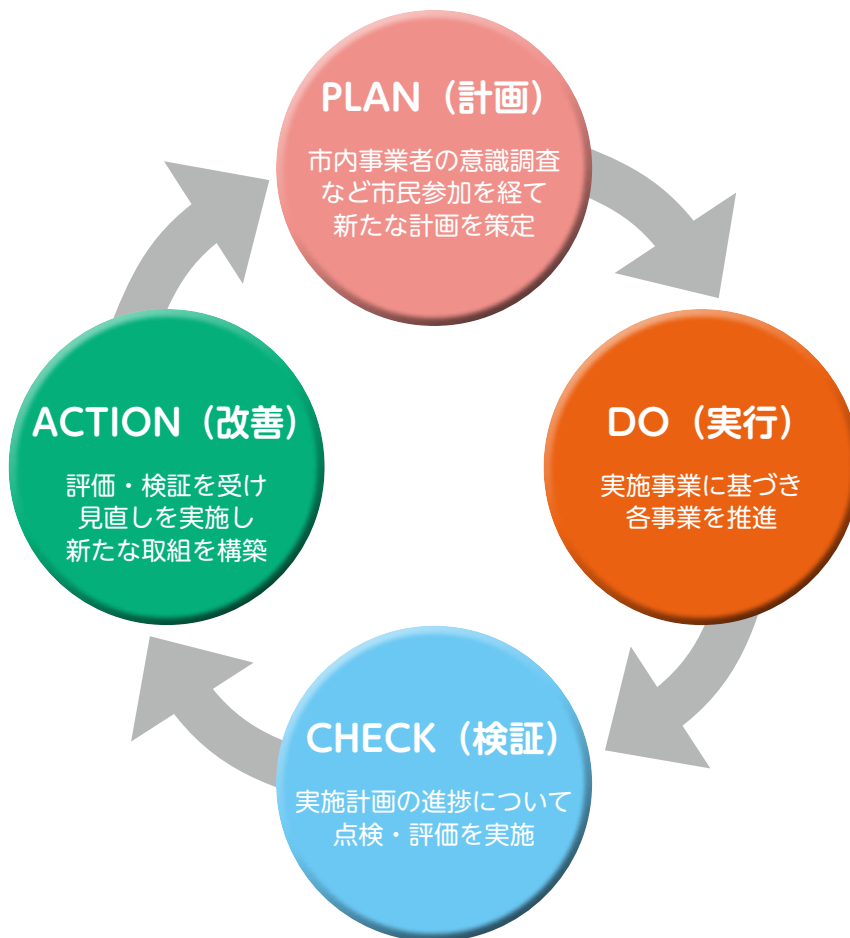 PLAN（計画）
市内事業者の意識調査
など市民参加を経て
新たな計画を策定
DO（実行）
実施事業に基づき
各事業を推進
CHECK（検証）
実施計画の進捗について
点検・評価を実施
ACTION（改善）
評価・検証を受け
見直しを実施し
新たな取組を構築